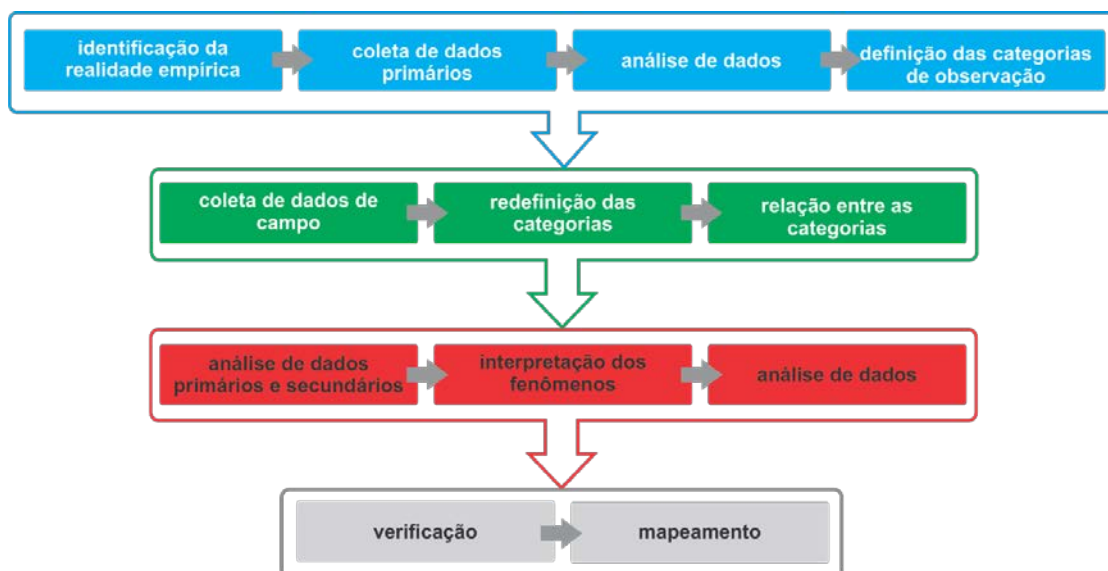 identificação da
realidade empírica
coleta de dados
primários
análise de dados
definição das categorias
de observação
coleta de dados de
campo
redefinição das
categorias
relação entre as
categorias
análise de dados
primários e secundários
interpretação dos
fenômenos
análise de dados
verificação
mapeamento